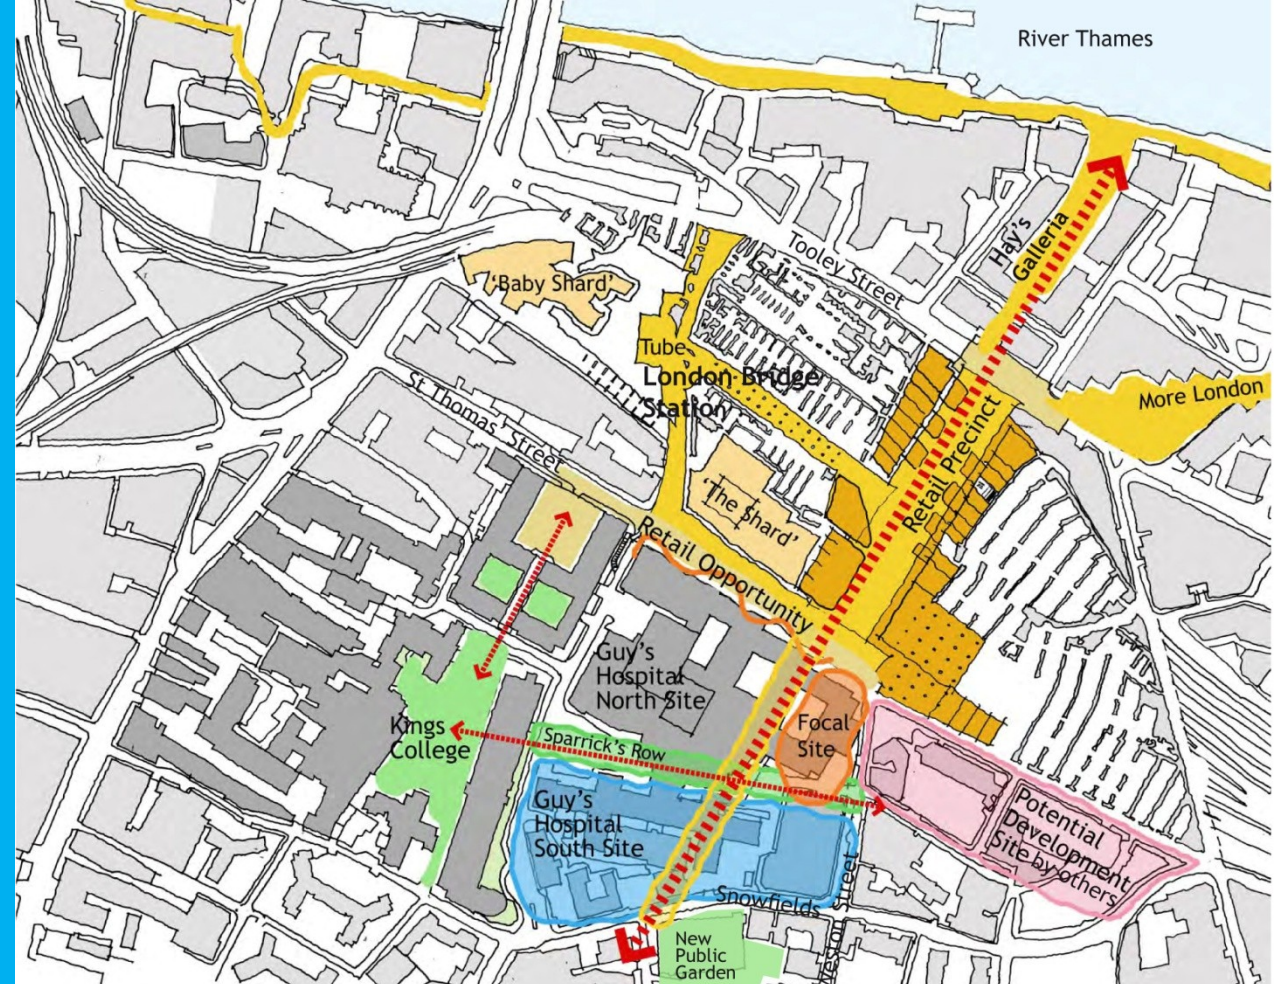 River Thames
Hay's
Galleria
Tooley Street
'Baby Shard'
Tube
London Bridge
Station
More London
St Thomas' Street
Retail Precinct
'The Shard'
Retail Opportunity
Guy's
Hospital
North Site
Kings
College
Focal
Site
Sparrick's Row
Guy's
Hospital
South Site
Potential
Development
Site by others
Snowfields
Weston Street
New
Public
Garden